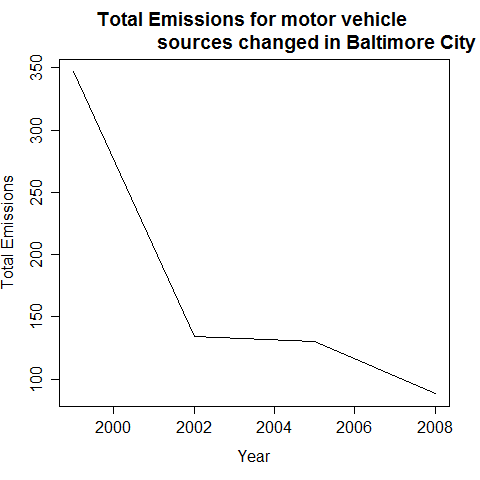 Total Emissions for motor vehicle
sources changed in Baltimore City
Total Emissions
350
300
250
200
150
100
2000 2002 2004 2006 2008
Year